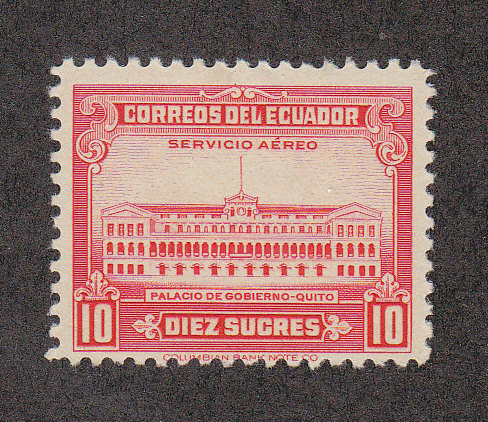 CORREOS DEL ECUADOR
SERVICIO AÉREO
PALACIO DE GOBIERNO-QUITO
10 DIEZ SUCRES 10
COLUMBIAN BANK NOTE CO